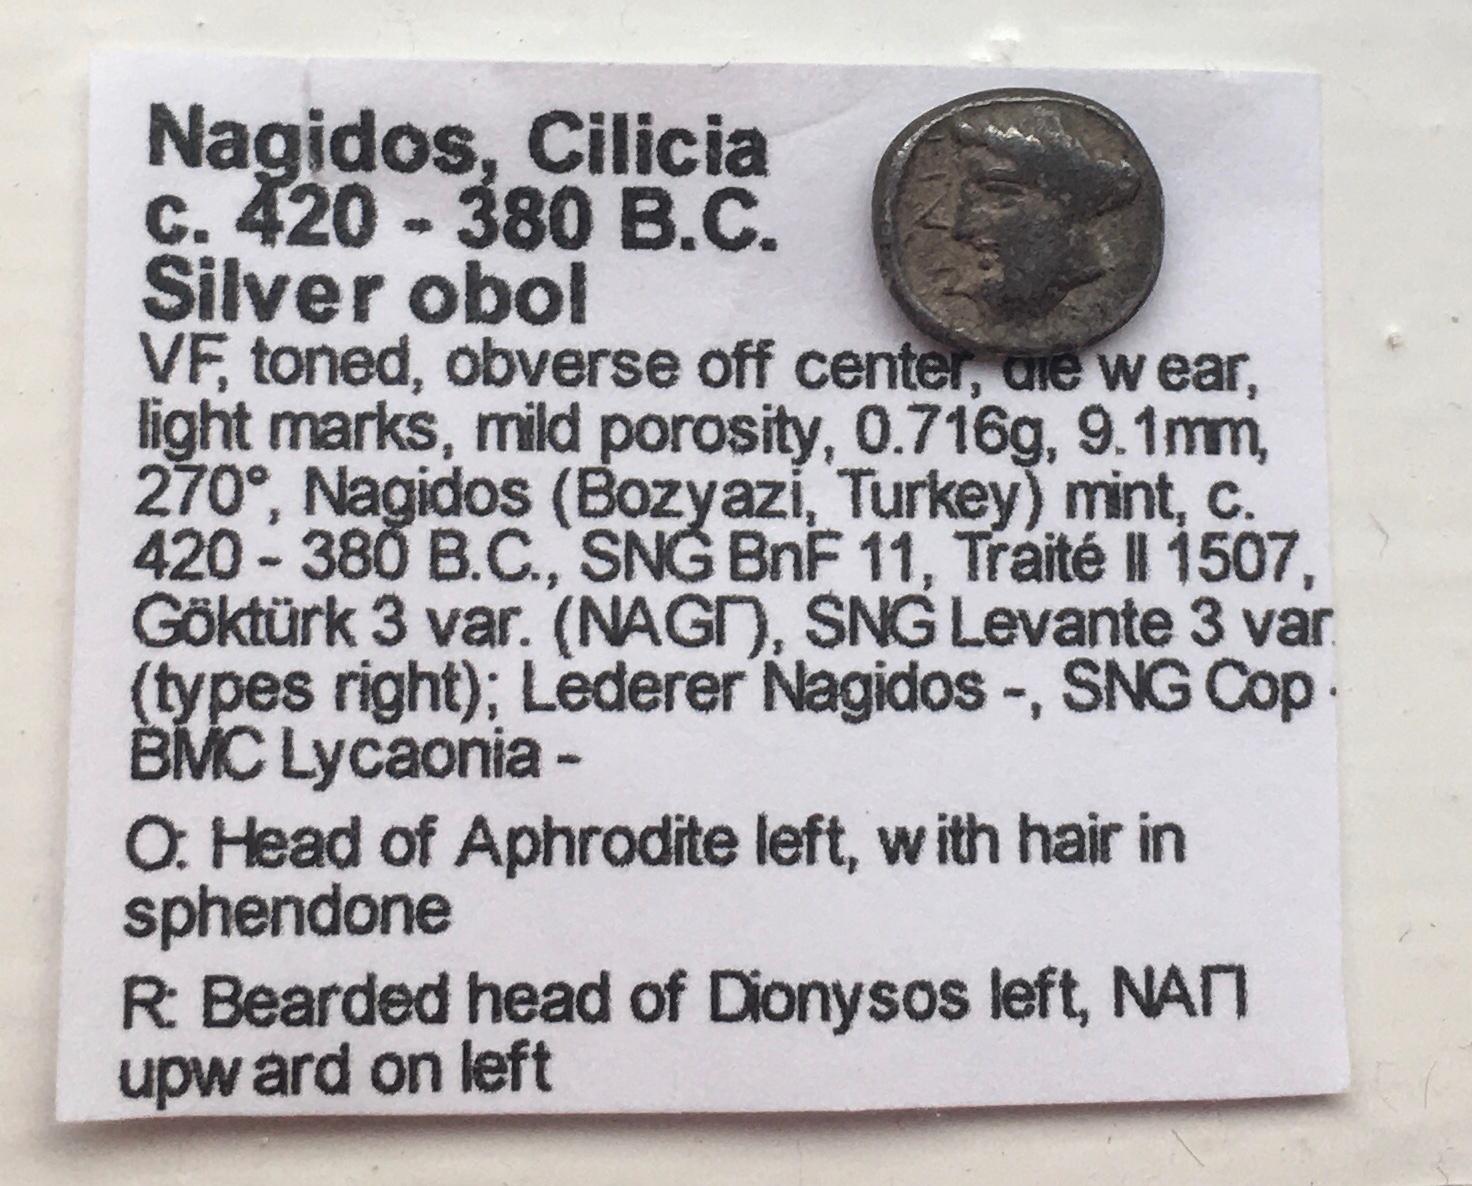 Nagidos, Cilicia
c. 420 - 380 B.C.
Silver obol
VF, toned, obverse off center, die wear,
light marks, mild porosity, 0.716g, 9.1mm,
270°, Nagidos (Bozyazi, Turkey) mint, c.
420 - 380 B.C., SNG BnF 11, Traité II 1507,
Göktürk 3 var. (NAGΓI), SNG Levante 3 var
(types right); Lederer Nagidos -, SNG Cop -
BMC Lycaonia -
O: Head of Aphrodite left, with hair in
sphendone
R: Bearded head of Dionysos left, NAΓI
upward on left